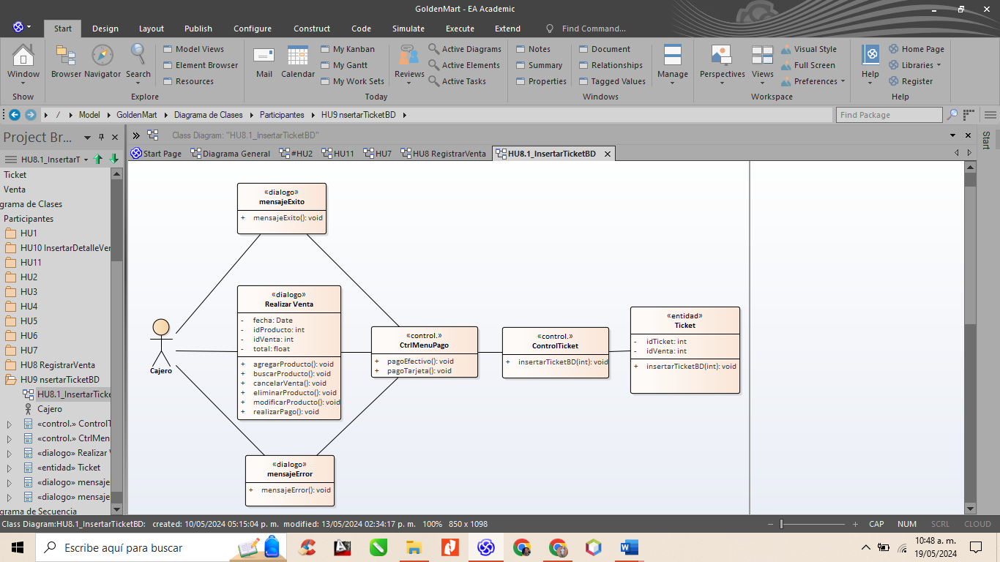 GoldenMart - EA Academic
Start Design Layout Publish Configure Construct Code Simulate Execute Extend Find Command...
Window Browser Navigator Search Model Views Element Browser Resources Mail Calendar My Kanban My Gantt My Work Sets Reviews Active Diagrams Active Elements Active Tasks Notes Summary Properties Document Relationships Tagged Values Manage Perspectives Views Visual Style Full Screen Preferences Help Home Page Libraries Register
Show Explore Today Windows Workspace Help
/ Model GoldenMart Diagrama de Clases Participantes HU9 nsertarTicketBD Find Package
Project Br...
Class Diagram: "HU8.1_InsertarTicketBD"
Start
HU8.1_InsertarT
Start Page Diagrama General #HU2 HU11 HU7 HU8 RegistrarVenta HU8.1_InsertarTicketBD
Ticket
Venta
grama de Clases
Participantes
HU1
HU10 InsertarDetalleVer
HU11
HU2
HU3
HU4
HU5
HU6
HU7
HU8 RegistrarVenta
HU9 nsertarTicketBD
HU8.1_InsertarTicke
Cajero
«control.» ControlT
«control.» CtrlMen
«dialogo» Realizar V
«entidad» Ticket
«dialogo» mensaje
«dialogo» mensaje
grama de Secuencia
«dialogo»
mensajeExito
+ mensajeExito(): void
Cajero
«dialogo»
Realizar Venta
- fecha: Date
- idProducto: int
- idVenta: int
- total: float
+ agregarProducto(): void
+ buscarProducto(): void
+ cancelarVenta(): void
+ eliminarProducto(): void
+ modificarProducto(): void
+ realizarPago(): void
«control.»
CtrlMenuPago
+ pagoEfectivo(): void
+ pagoTarjeta(): void
«control.»
ControlTicket
+ insertarTicketBD(int): void
«entidad»
Ticket
- idTicket: int
- idVenta: int
+ insertarTicketBD(int): void
«dialogo»
mensajeError
+ mensajeError(): void
Class Diagram:HU8.1_InsertarTicketBD: created: 10/05/2024 05:15:04 p. m. modified: 13/05/2024 02:34:17 p. m. 100% 850 x 1098 CAP NUM SCRL CLOUD
Escribe aquí para buscar
10:48 a. m.
19/05/2024